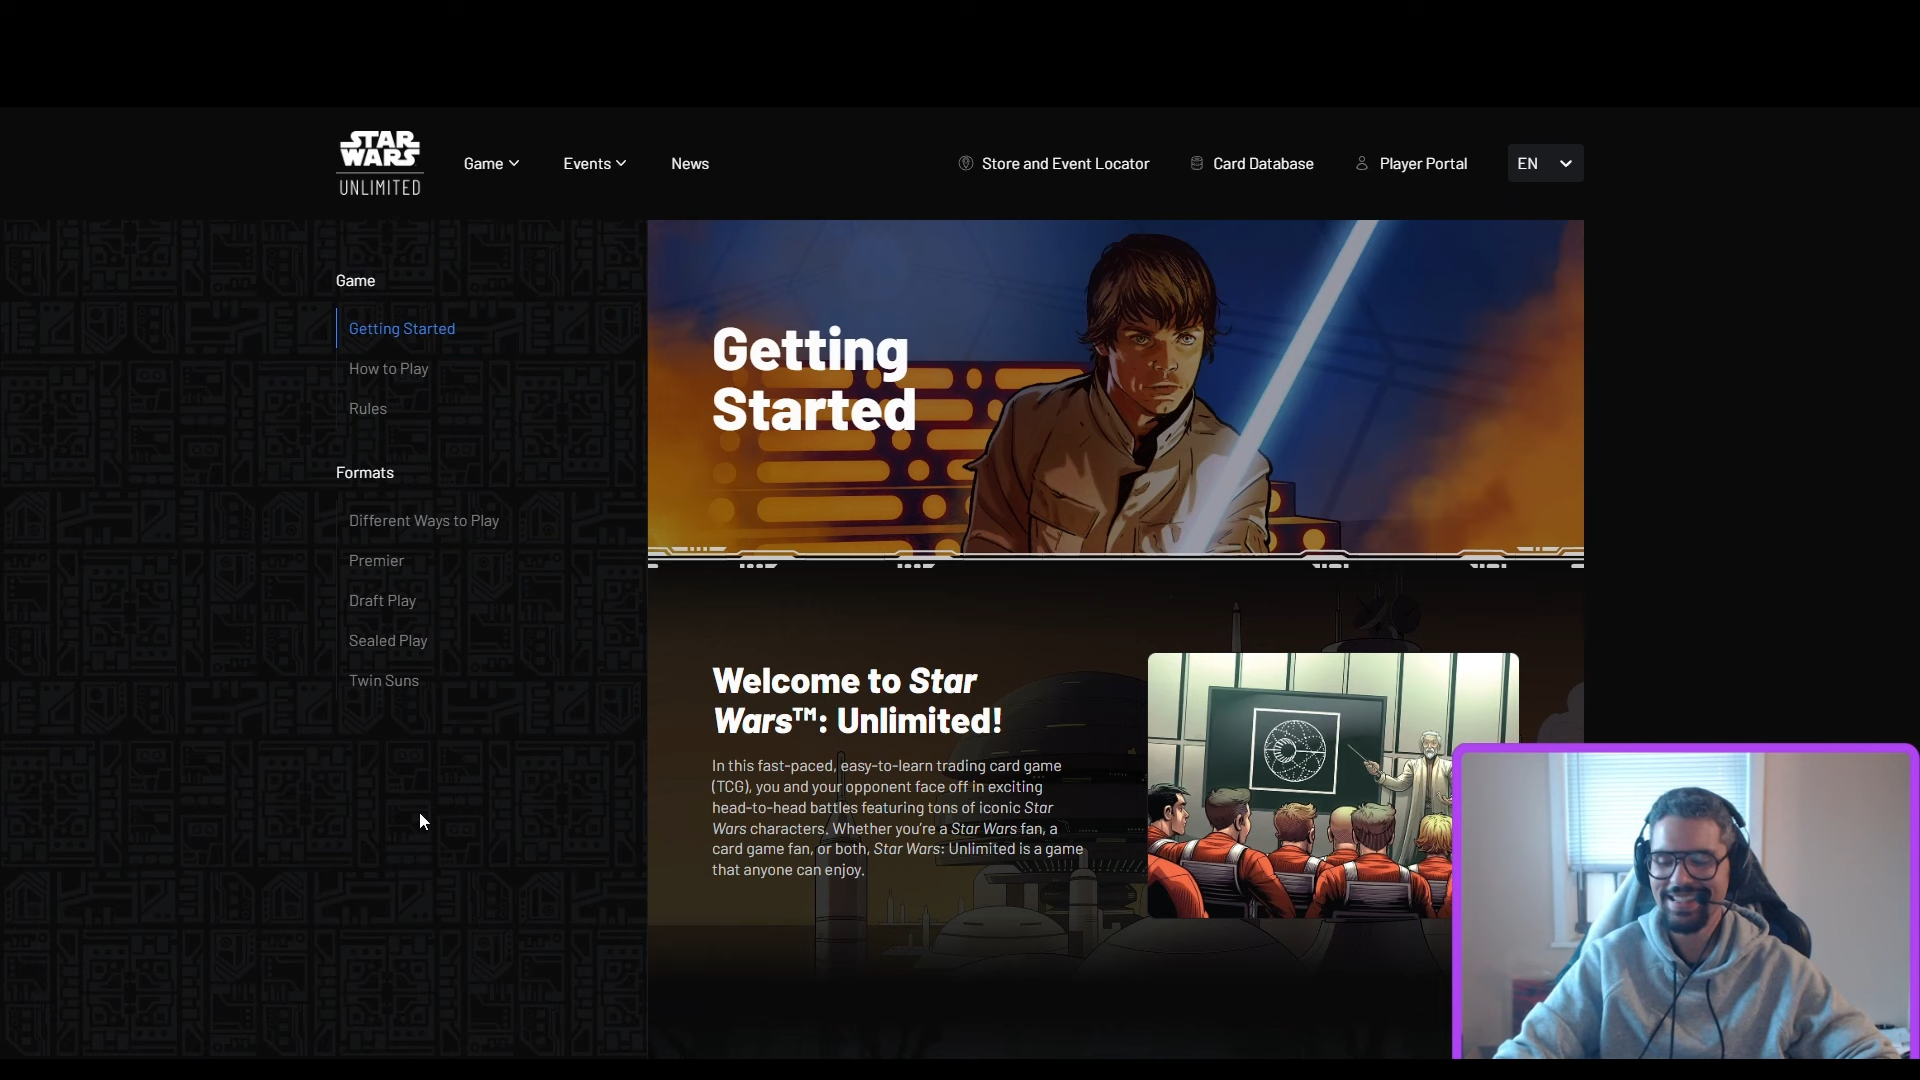 STAR
WARS
UNLIMITED
Game
Events
News
Store and Event Locator
Card Database
Player Portal
EN
Game
Getting Started
How to Play
Rules
Formats
Different Ways to Play
Premier
Draft Play
Sealed Play
Twin Suns
Getting
Started
Welcome to Star
Wars™: Unlimited!
In this fast-paced, easy-to-learn trading card game
(TCG), you and your opponent face off in exciting
head-to-head battles featuring tons of iconic Star
Wars characters. Whether you're a Star Wars fan, a
card game fan, or both, Star Wars: Unlimited is a game
that anyone can enjoy.